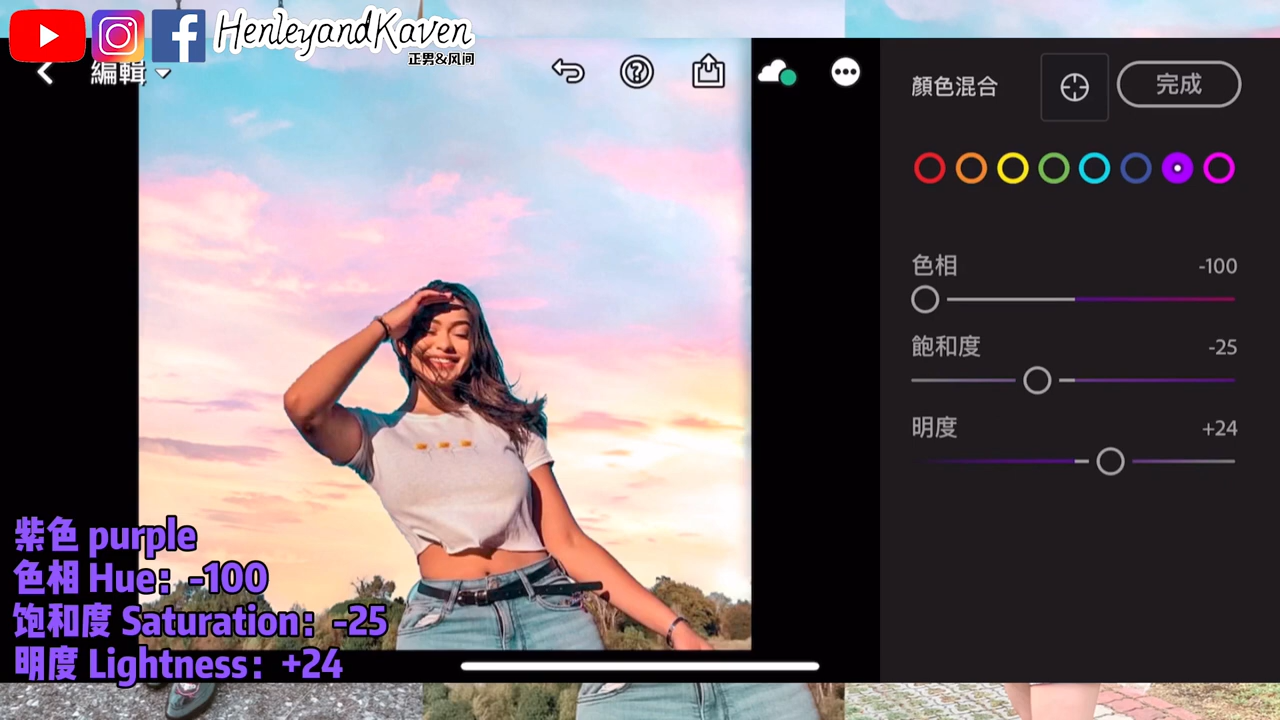 HenleyandKaven
正男&风间
編輯
顏色混合
完成
色相 -100
飽和度 -25
明度 +24
紫色 purple
色相 Hue：-100
饱和度 Saturation：-25
明度 Lightness：+24